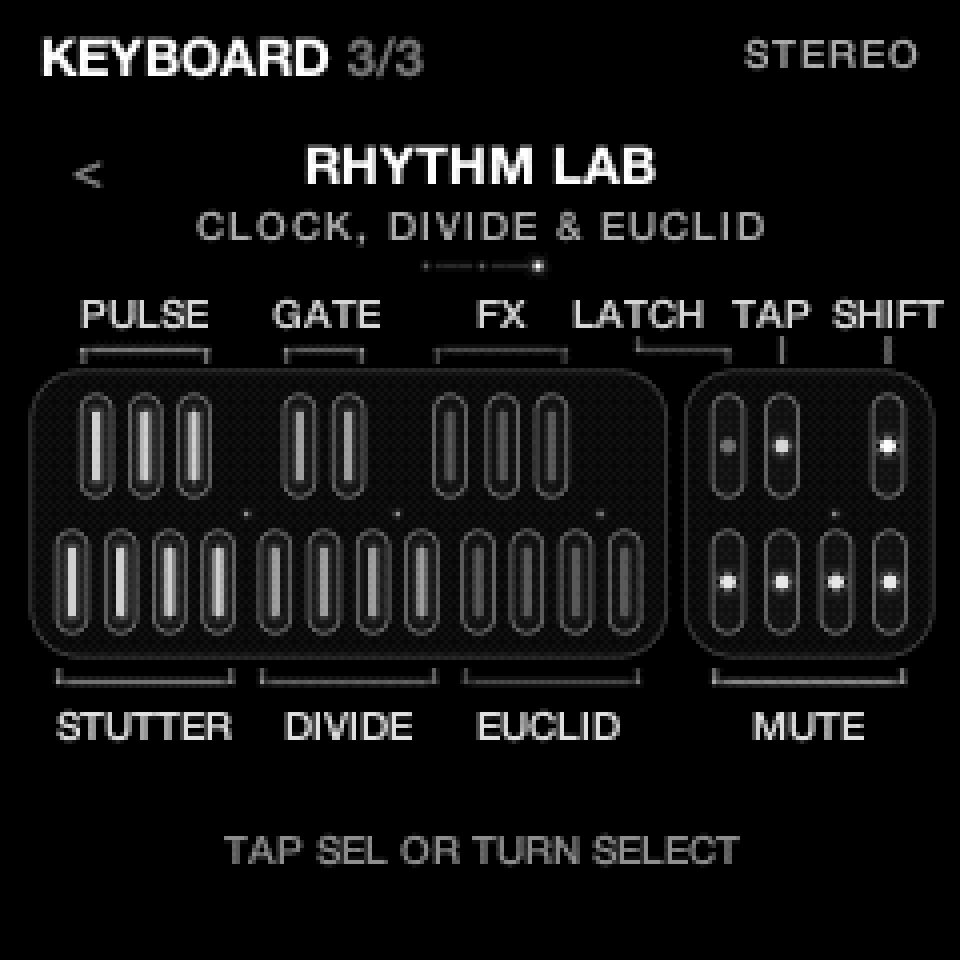 KEYBOARD 3/3 STEREO
< RHYTHM LAB
CLOCK, DIVIDE & EUCLID
PULSE GATE FX LATCH TAP SHIFT
STUTTER DIVIDE EUCLID MUTE
TAP SEL OR TURN SELECT